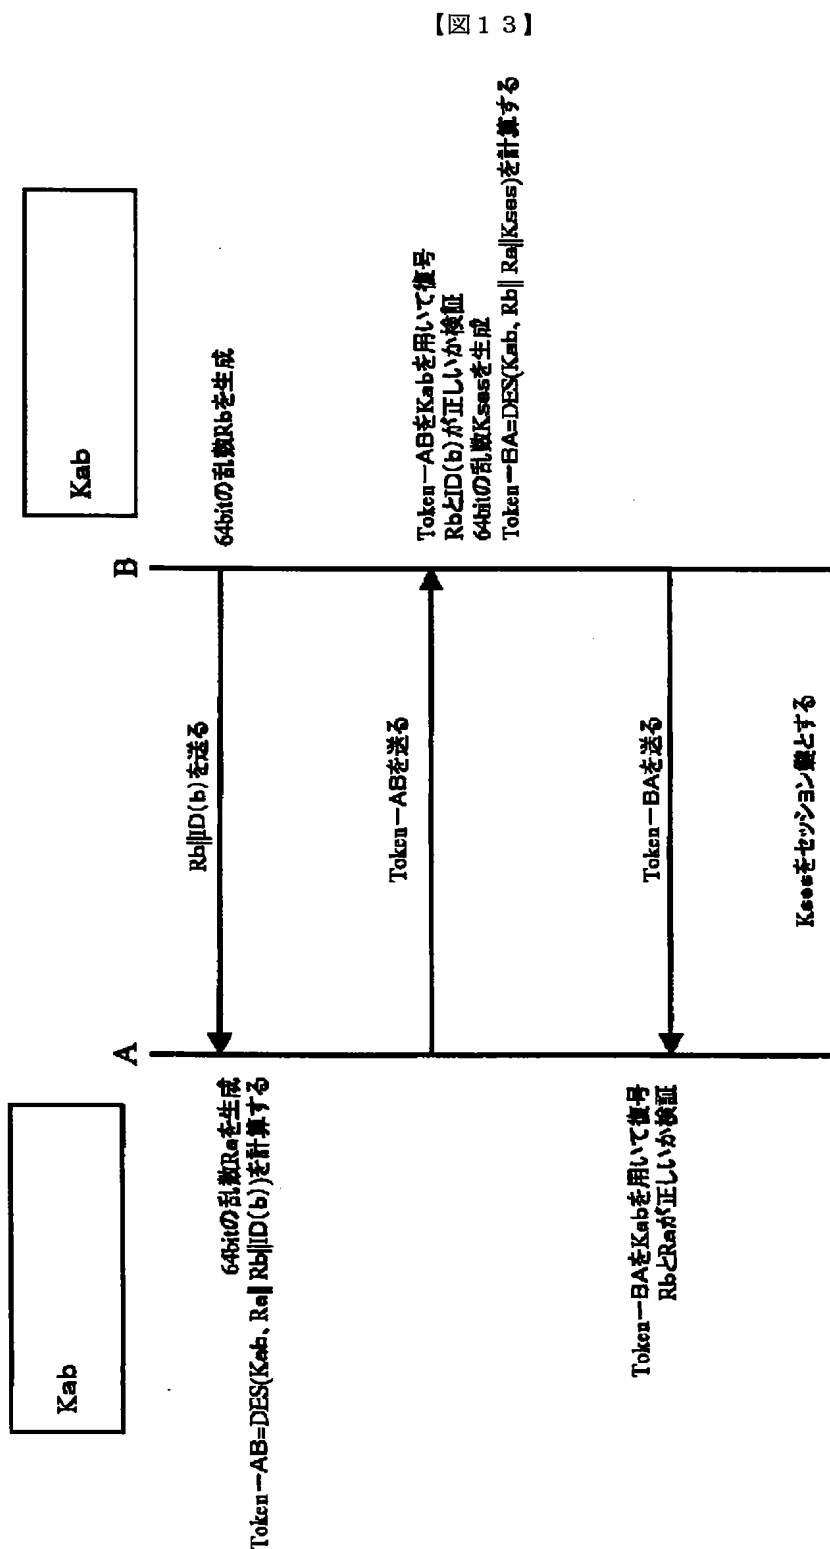 【図１３】
Kab
Kab
A
B
64bitの乱数Rbを生成
Rb||ID(b)を送る
64bitの乱数Raを生成
Token－AB=DES(Kab、Ra|| Rb||ID(b))を計算する
Token－ABを送る
Token－ABをKabを用いて復号
RbとID(b)が正しいか検証
64bitの乱数Ksesを生成
Token－BA=DES(Kab、Rb|| Ra||Kses)を計算する
Token－BAを送る
Token－BAをKabを用いて復号
RbとRaが正しいか検証
Ksesをセッション鍵とする